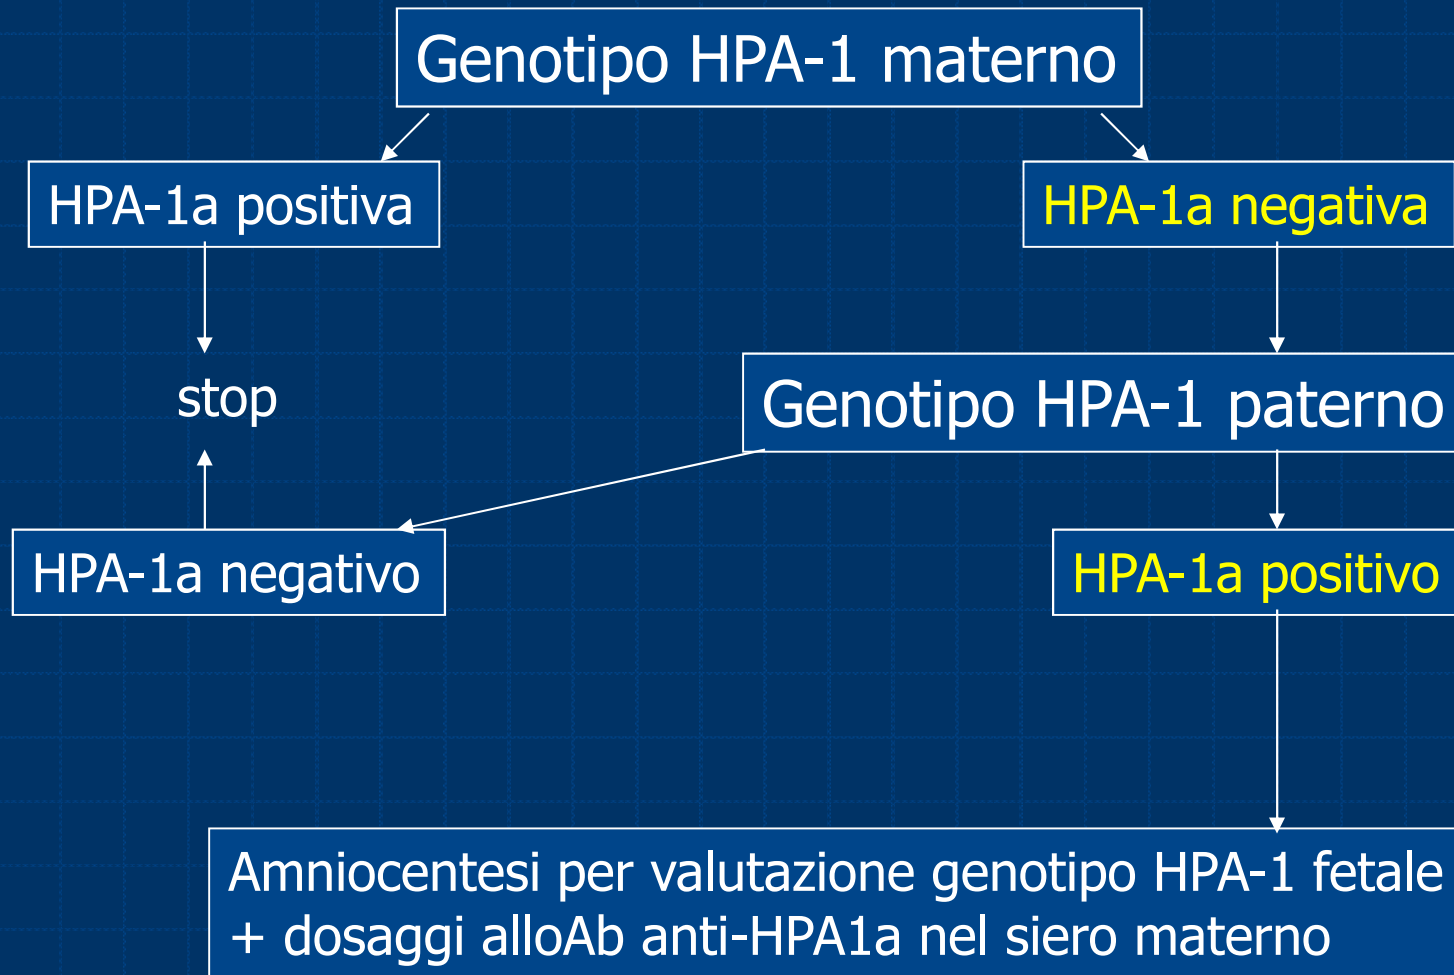 Genotipo HPA-1 materno
HPA-1a positiva
HPA-1a negativa
stop
Genotipo HPA-1 paterno
HPA-1a negativo
HPA-1a positivo
Amniocentesi per valutazione genotipo HPA-1 fetale
+ dosaggi alloAb anti-HPA1a nel siero materno